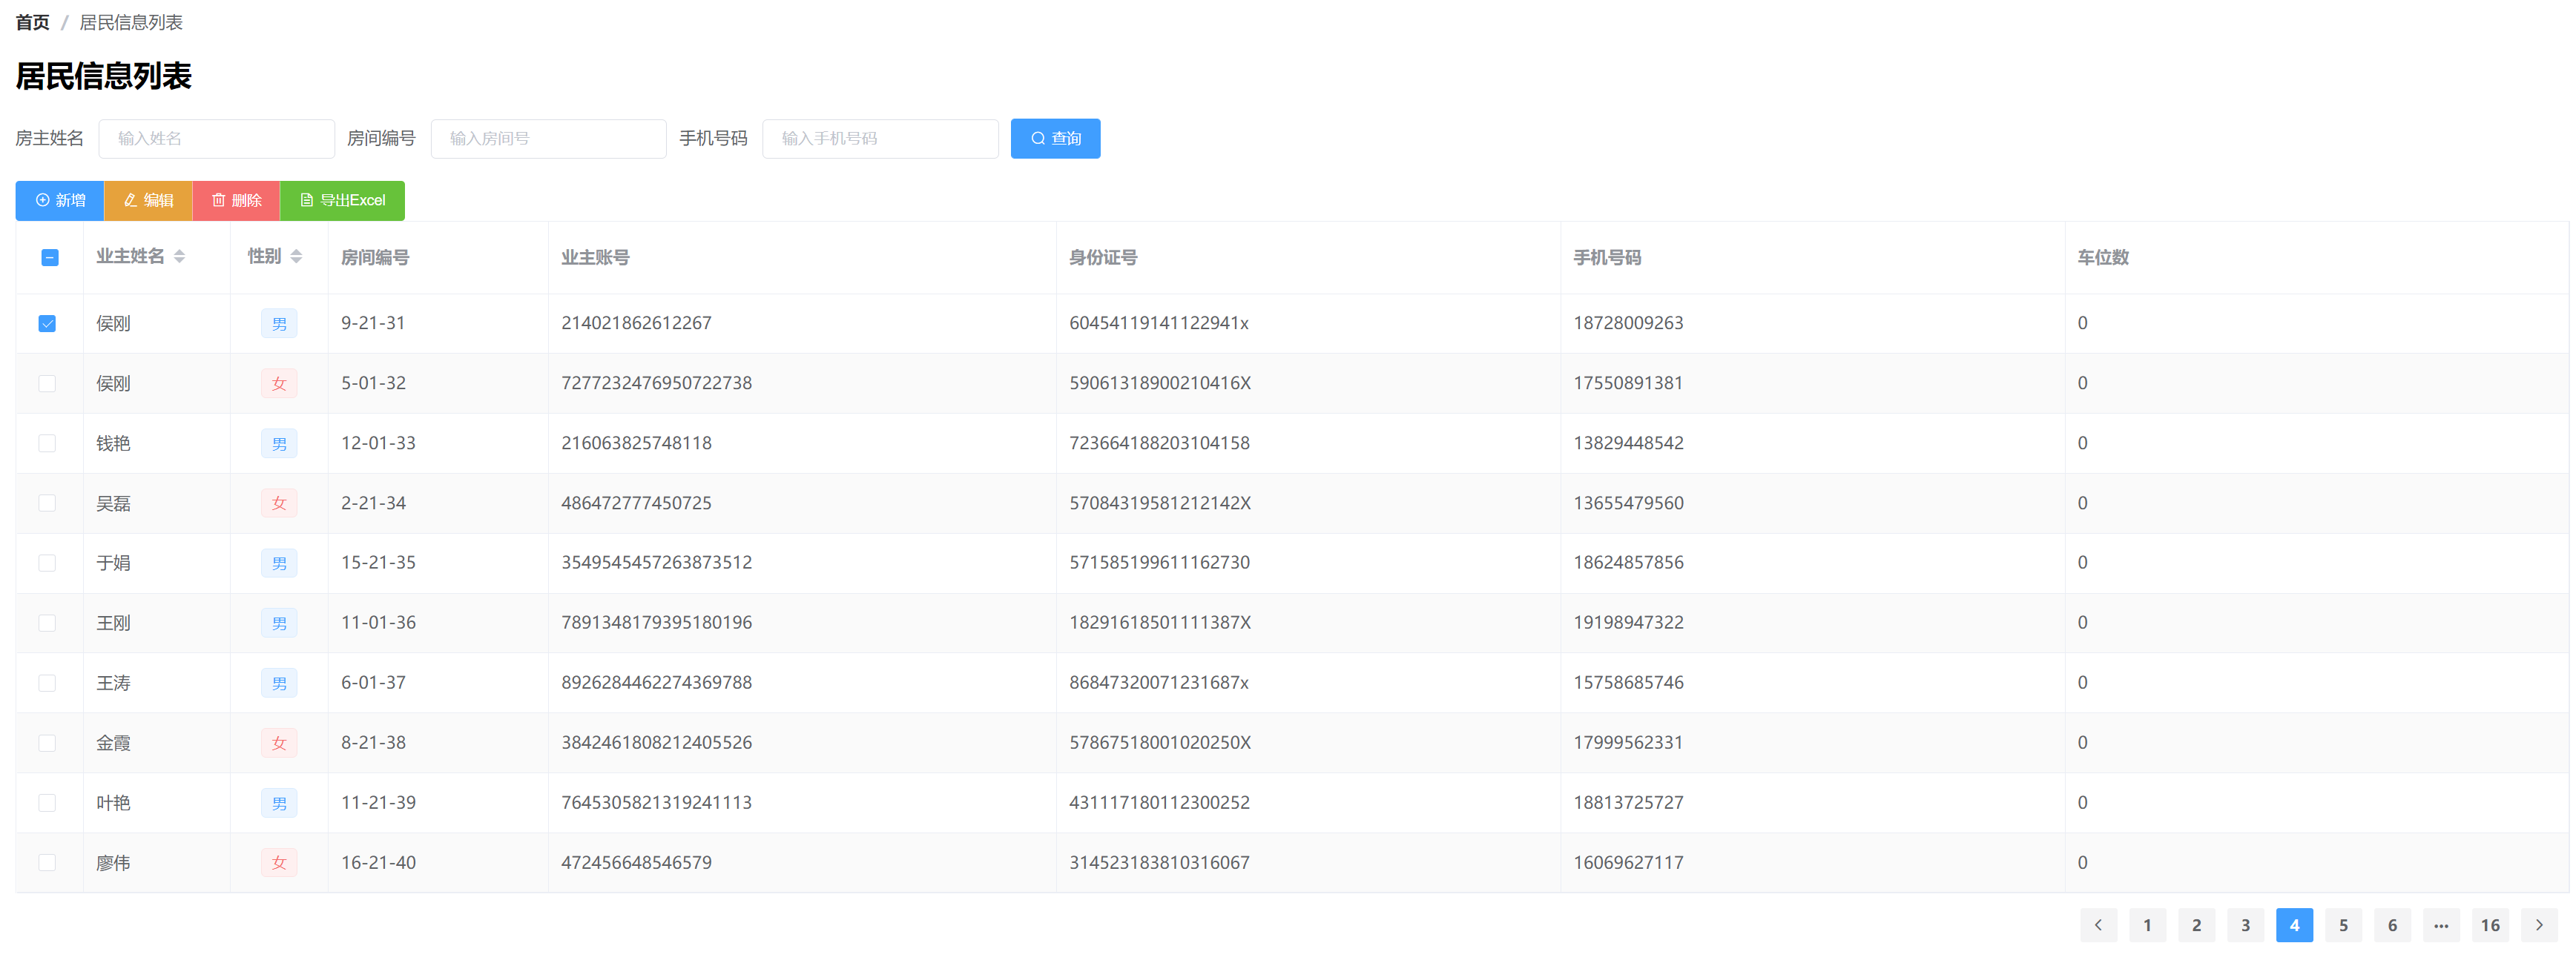 首页 / 居民信息列表
居民信息列表
房主姓名 输入姓名 房间编号 输入房间号 手机号码 输入手机号码 查询
新增 编辑 删除 导出Excel
业主姓名 性别 房间编号 业主账号 身份证号 手机号码 车位数
侯刚 男 9-21-31 214021862612267 60454119141122941x 18728009263 0
侯刚 女 5-01-32 7277232476950722738 59061318900210416X 17550891381 0
钱艳 男 12-01-33 216063825748118 723664188203104158 13829448542 0
吴磊 女 2-21-34 486472777450725 57084319581212142X 13655479560 0
于娟 男 15-21-35 3549545457263873512 571585199611162730 18624857856 0
王刚 男 11-01-36 7891348179395180196 18291618501111387X 19198947322 0
王涛 男 6-01-37 8926284462274369788 86847320071231687x 15758685746 0
金霞 女 8-21-38 3842461808212405526 57867518001020250X 17999562331 0
叶艳 男 11-21-39 7645305821319241113 431117180112300252 18813725727 0
廖伟 女 16-21-40 472456648546579 314523183810316067 16069627117 0
1 2 3 4 5 6 ... 16